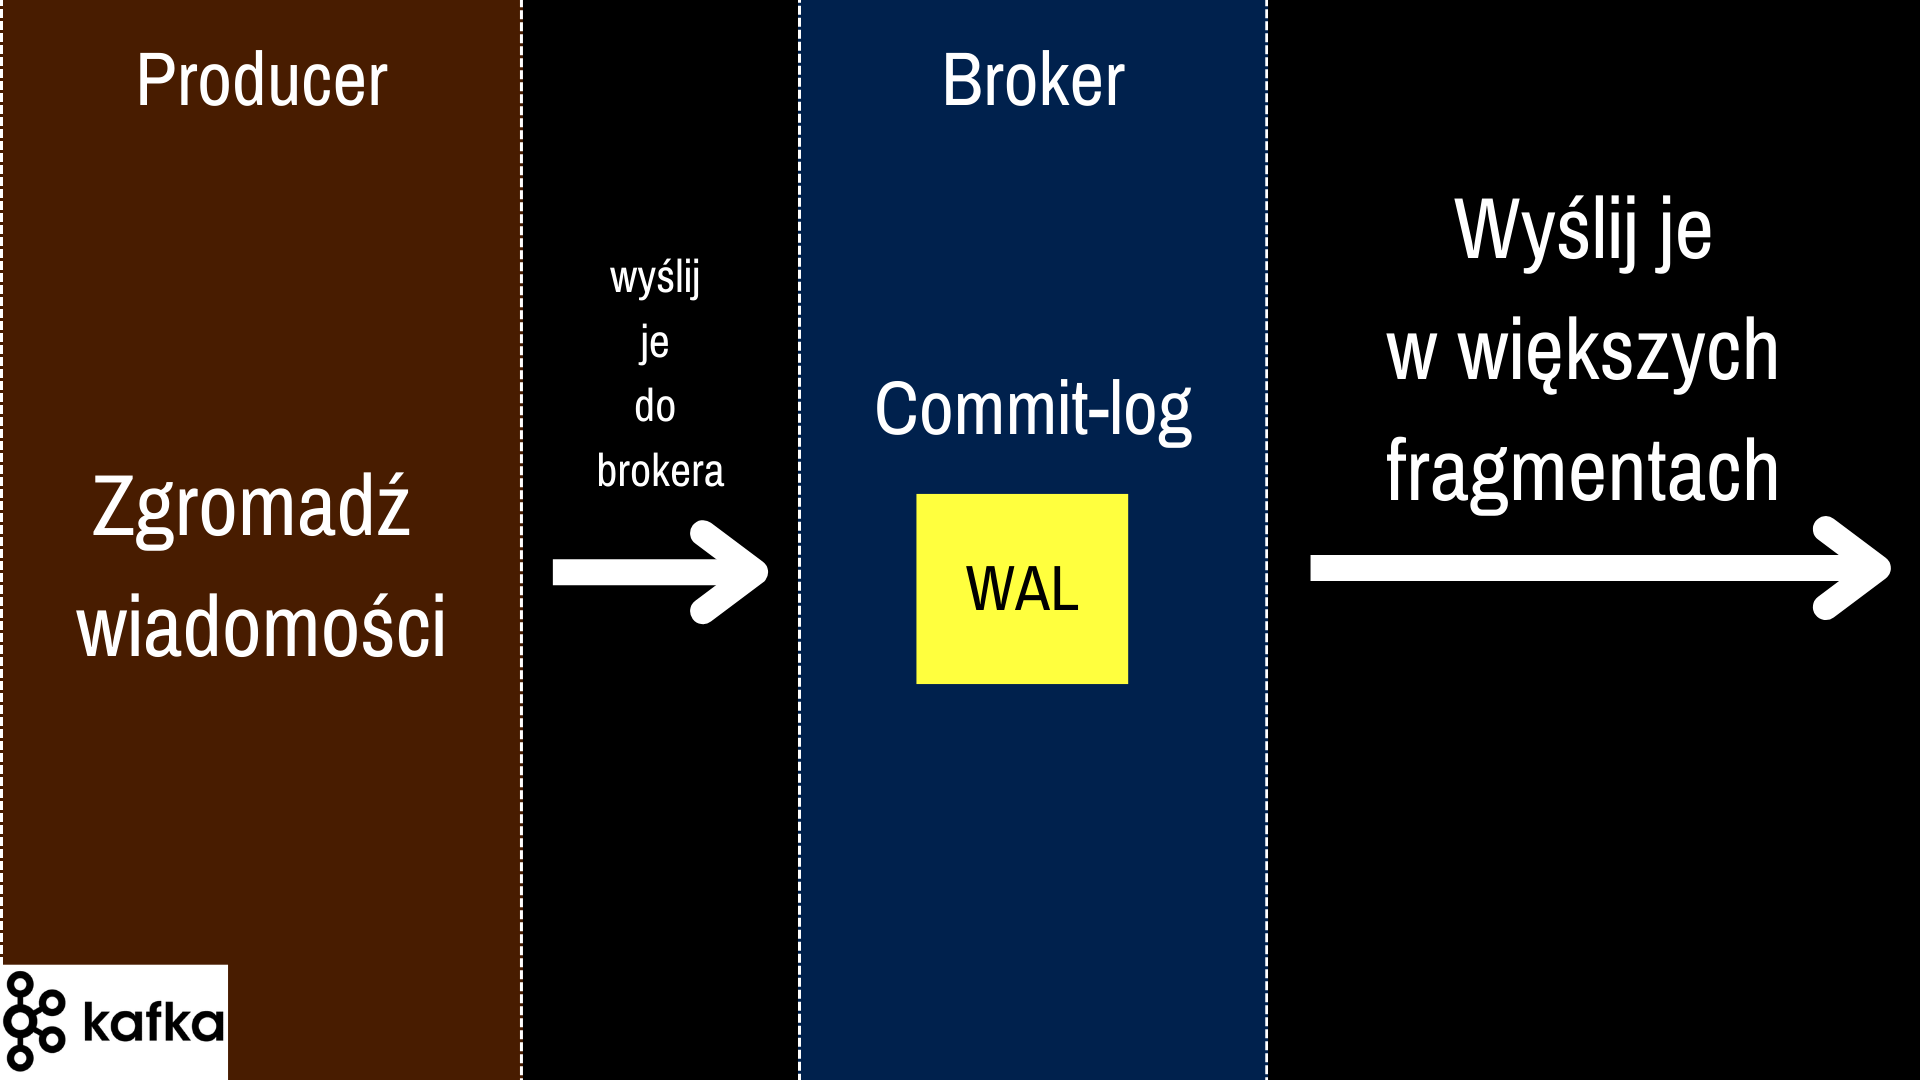 Producer
Zgromadź
wiadomości
wyślij
je
do
brokera
Broker
Commit-log
WAL
Wyślij je
w większych
fragmentach
kafka